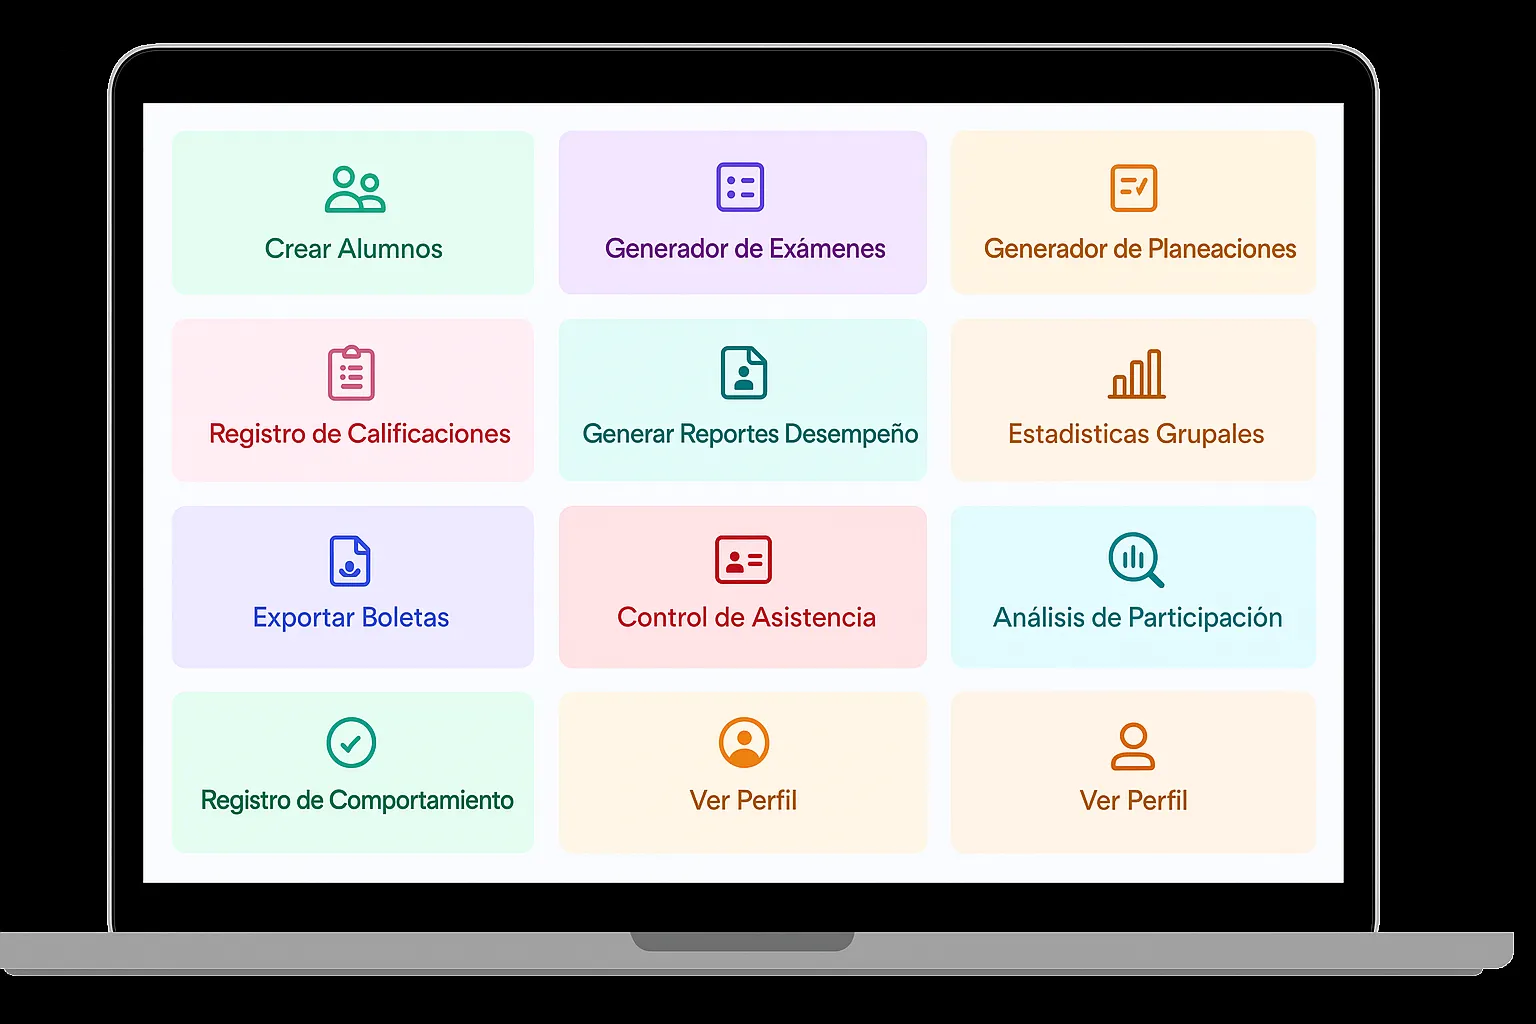 Crear Alumnos
Generador de Exámenes
Generador de Planeaciones
Registro de Calificaciones
Generar Reportes Desempeño
Estadisticas Grupales
Exportar Boletas
Control de Asistencia
Análisis de Participación
Registro de Comportamiento
Ver Perfil
Ver Perfil